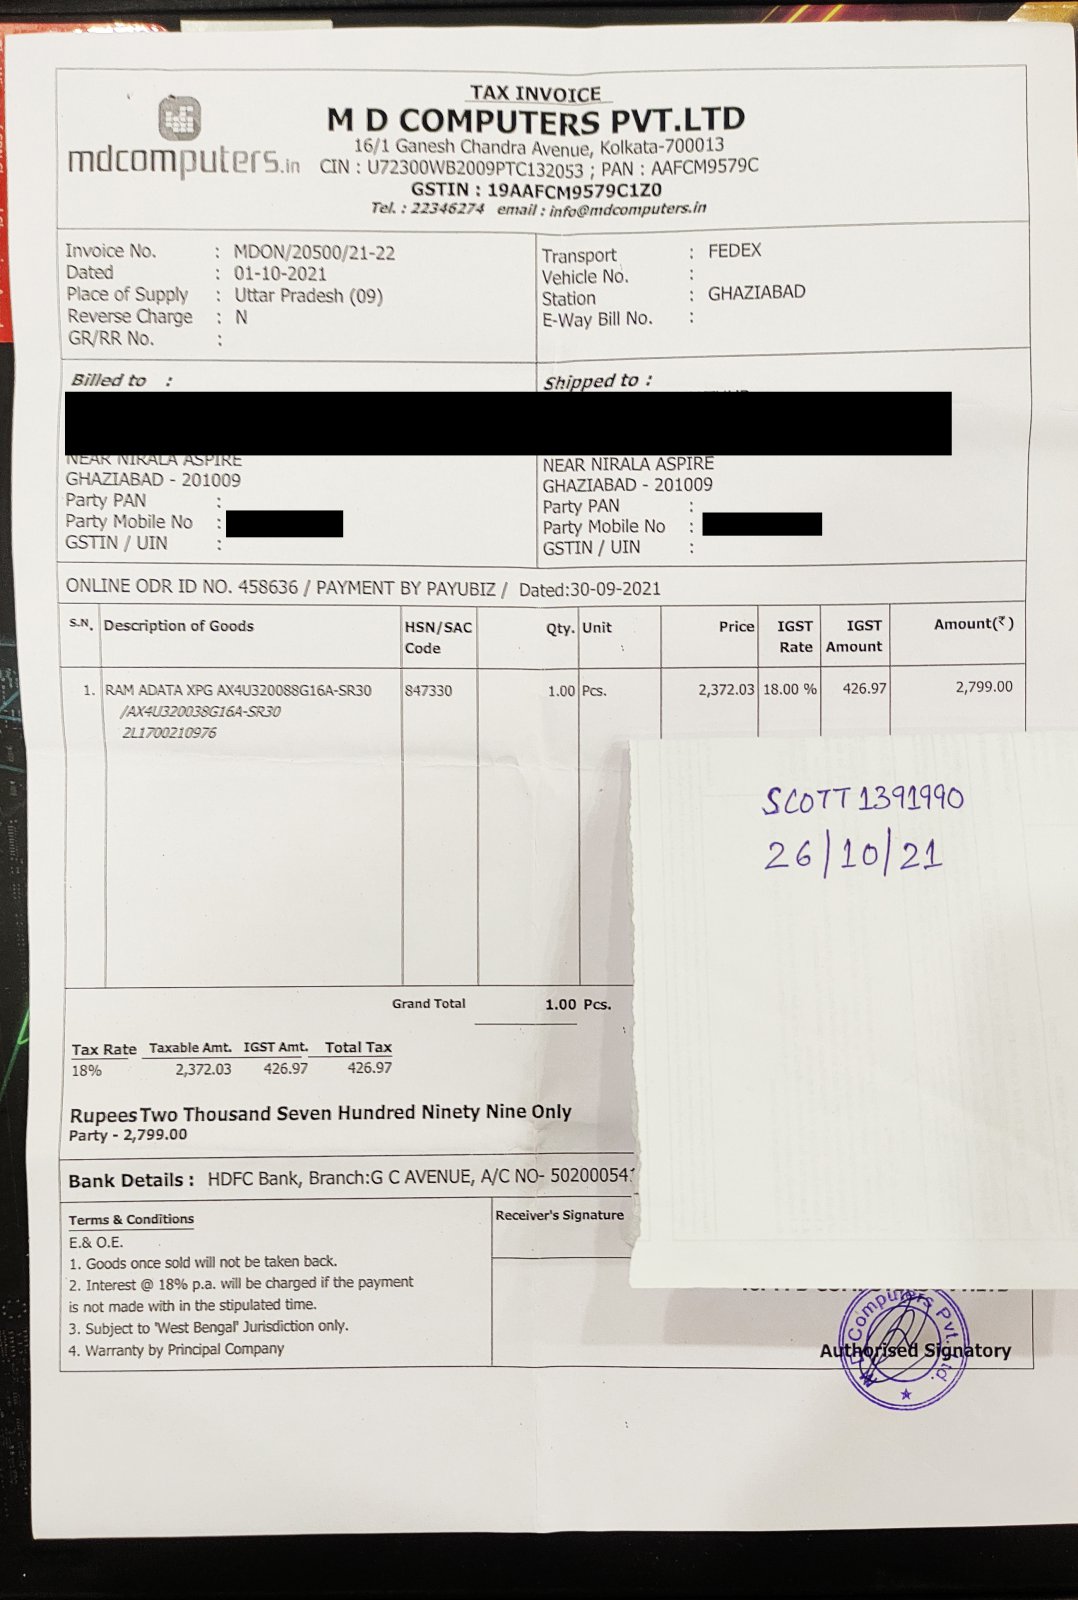 TAX INVOICE
mdcomputers.in
M D COMPUTERS PVT.LTD
16/1 Ganesh Chandra Avenue, Kolkata-700013
CIN : U72300WB2009PTC132053 ; PAN : AAFCM9579C
GSTIN : 19AAFCM9579C1Z0
Tel. : 22346274 email : info@mdcomputers.in
Invoice No. : MDON/20500/21-22
Dated : 01-10-2021
Place of Supply : Uttar Pradesh (09)
Reverse Charge : N
GR/RR No. :
Transport : FEDEX
Vehicle No. :
Station : GHAZIABAD
E-Way Bill No. :
Billed to :
NEAR NIRALA ASPIRE
GHAZIABAD - 201009
Party PAN :
Party Mobile No :
GSTIN / UIN :
Shipped to :
NEAR NIRALA ASPIRE
GHAZIABAD - 201009
Party PAN :
Party Mobile No :
GSTIN / UIN :
ONLINE ODR ID NO. 458636 / PAYMENT BY PAYUBIZ / Dated:30-09-2021
S.N. Description of Goods HSN/SAC Code Qty. Unit Price IGST Rate IGST Amount Amount(₹)
1. RAM ADATA XPG AX4U320088G16A-SR30 847330 1.00 Pcs. 2,372.03 18.00 % 426.97 2,799.00
/AX4U320038G16A-SR30
2L1700210976
SCOTT1391990
26/10/21
Grand Total 1.00 Pcs.
Tax Rate Taxable Amt. IGST Amt. Total Tax
18% 2,372.03 426.97 426.97
Rupees Two Thousand Seven Hundred Ninety Nine Only
Party - 2,799.00
Bank Details : HDFC Bank, Branch:G C AVENUE, A/C NO- 50200054
Terms & Conditions
E.& O.E.
1. Goods once sold will not be taken back.
2. Interest @ 18% p.a. will be charged if the payment
is not made with in the stipulated time.
3. Subject to 'West Bengal' Jurisdiction only.
4. Warranty by Principal Company
Receiver's Signature
Computers Pvt. Ltd.
Authorised Signatory